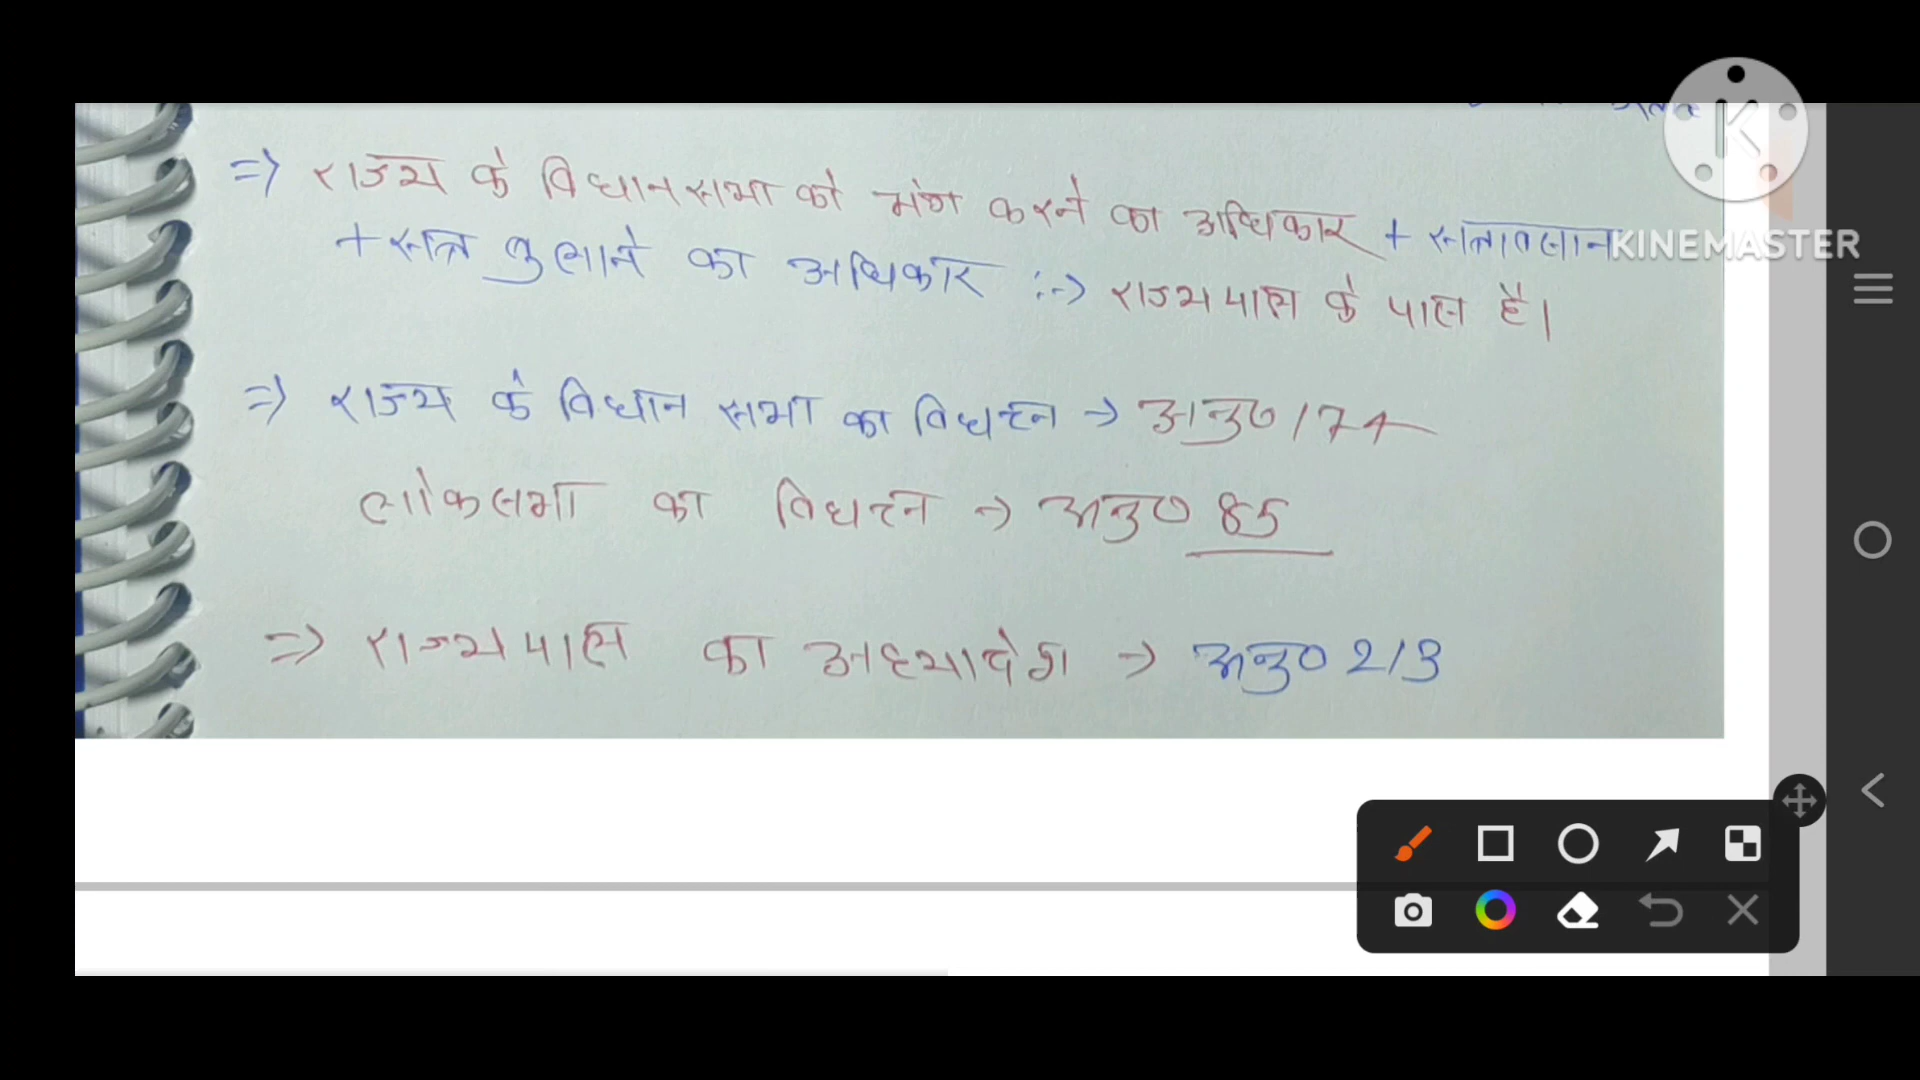 KINEMASTER
=> राज्य के विधानसभा को भंग करने का अधिकार + सत्रावसान
+ सत्र बुलाने का अधिकार :-> राज्यपाल के पास है।
=> राज्य के विधान सभा का विघटन -> अनु० 174
लोकसभा का विघटन -> अनु० 85
=> राज्यपाल का अध्यादेश -> अनु० 213